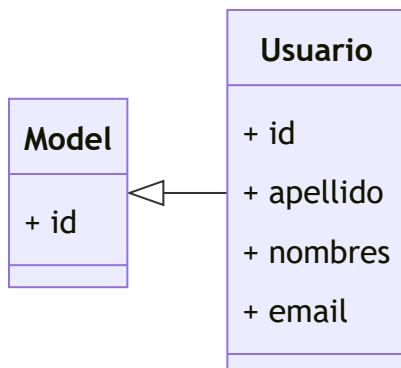 Model
+ id
Usuario
+ id
+ apellido
+ nombres
+ email